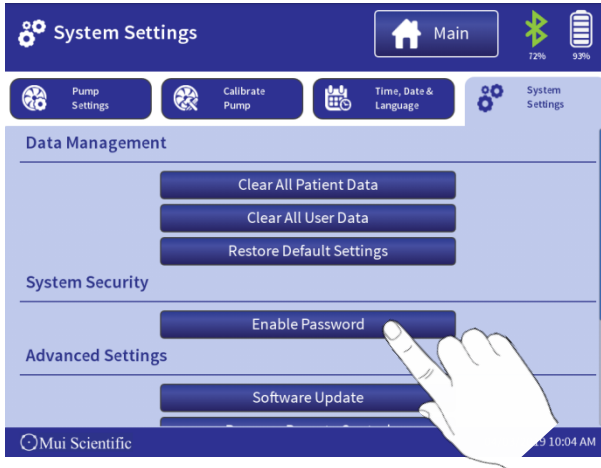 System Settings
Main
72%
93%
Pump
Settings
Calibrate
Pump
Time, Date &
Language
System
Settings
Data Management
Clear All Patient Data
Clear All User Data
Restore Default Settings
System Security
Enable Password
Advanced Settings
Software Update
Mui Scientific
10:04 AM